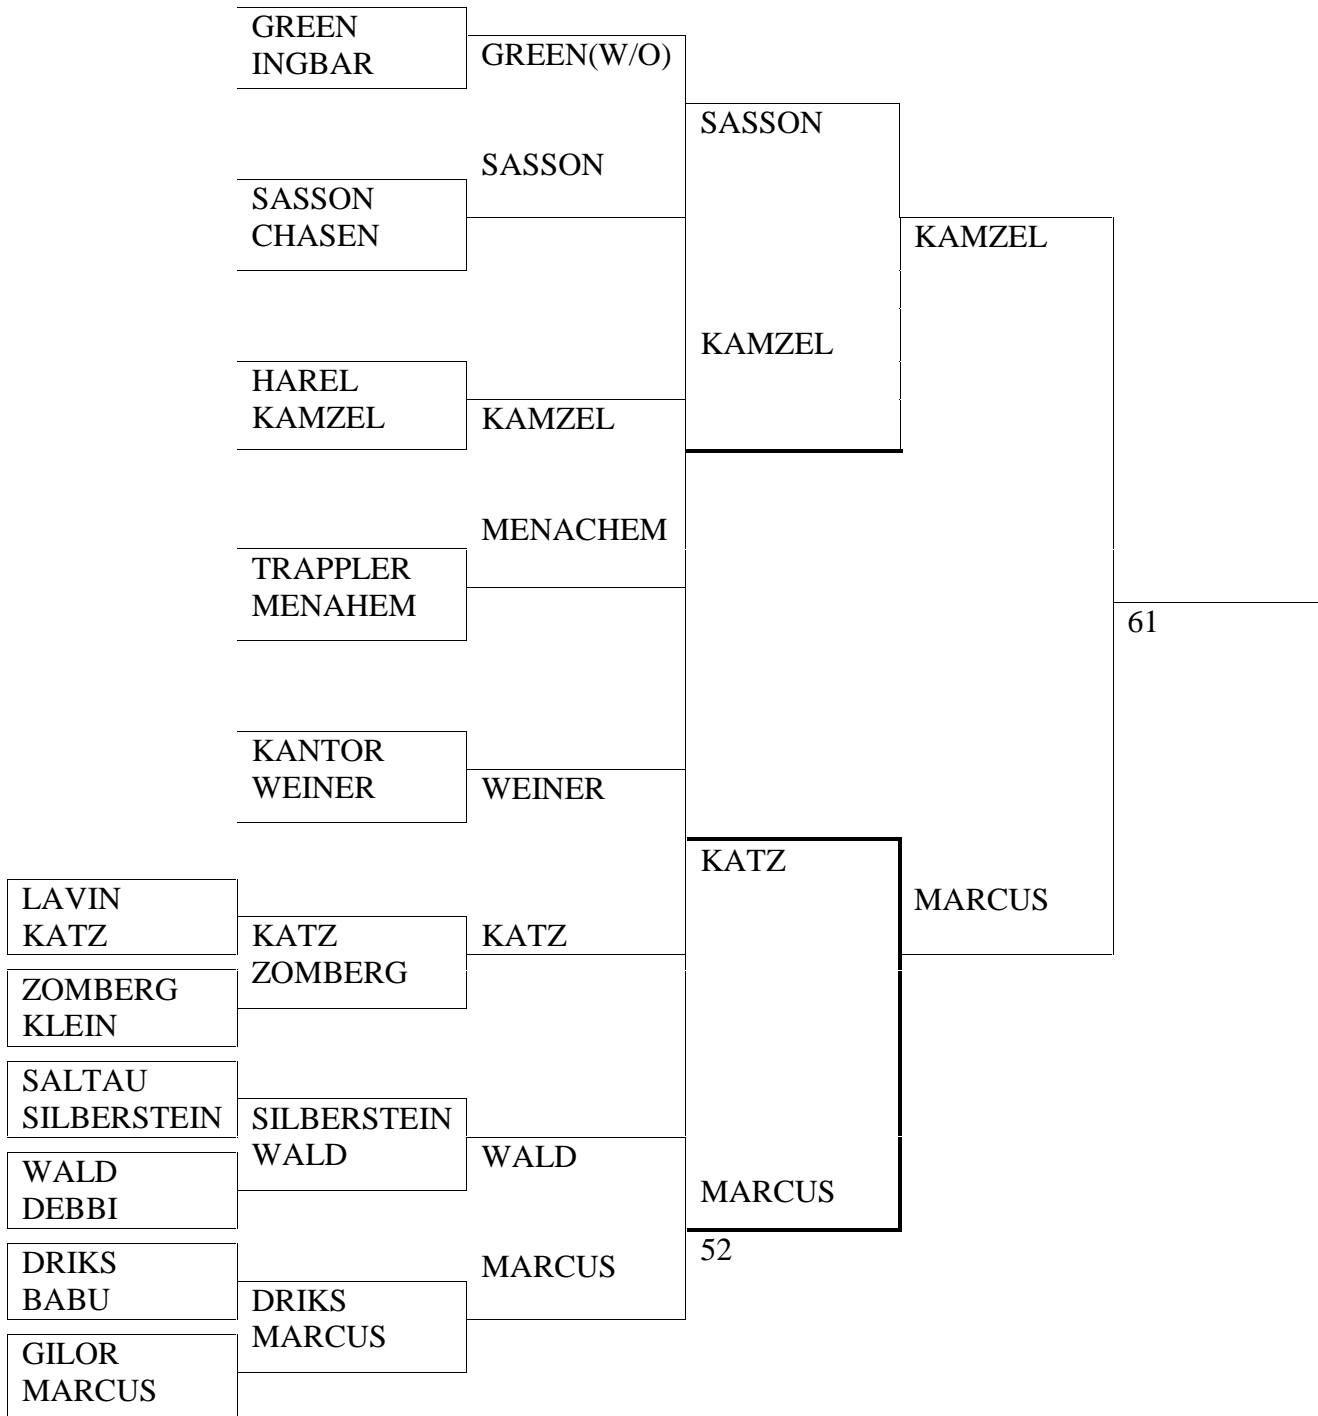 GREEN
INGBAR
GREEN(W/O)
SASSON
SASSON
SASSON
CHASEN
KAMZEL
KAMZEL
HAREL
KAMZEL
KAMZEL
MENACHEM
TRAPPLER
MENAHEM
61
KANTOR
WEINER
WEINER
KATZ
LAVIN
KATZ
MARCUS
KATZ
ZOMBERG
KATZ
ZOMBERG
KLEIN
SALTAU
SILBERSTEIN
SILBERSTEIN
WALD
WALD
WALD
DEBBI
MARCUS
52
DRIKS
BABU
MARCUS
DRIKS
MARCUS
GILOR
MARCUS